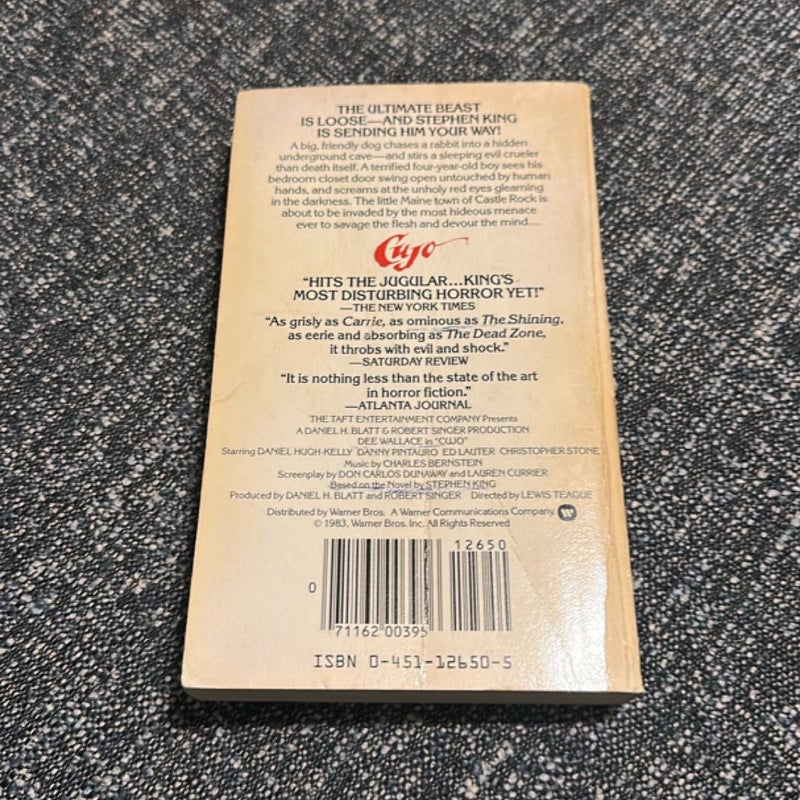 THE ULTIMATE BEAST
IS LOOSE—AND STEPHEN KING
IS SENDING HIM YOUR WAY!
A big, friendly dog chases a rabbit into a hidden
underground cave—and stirs a sleeping evil crueler
than death itself. A terrified four-year-old boy sees his
bedroom closet door swing open untouched by human
hands, and screams at the unholy red eyes gleaming
in the darkness. The little Maine town of Castle Rock is
about to be invaded by the most hideous menace
ever to savage the flesh and devour the mind....
Cujo
“HITS THE JUGULAR...KING'S
MOST DISTURBING HORROR YET!”
—THE NEW YORK TIMES
“As grisly as Carrie, as ominous as The Shining,
as eerie and absorbing as The Dead Zone,
it throbs with evil and shock.”
—SATURDAY REVIEW
“It is nothing less than the state of the art
in horror fiction.”
—ATLANTA JOURNAL
THE TAFT ENTERTAINMENT COMPANY Presents
A DANIEL H. BLATT & ROBERT SINGER PRODUCTION
DEE WALLACE in “CUJO”
Starring DANIEL HUGH-KELLY DANNY PINTAURO ED LAUTER CHRISTOPHER STONE
Music by CHARLES BERNSTEIN
Screenplay by DON CARLOS DUNAWAY and LAUREN CURRIER
Based on the Novel by STEPHEN KING
Produced by DANIEL H. BLATT and ROBERT SINGER Directed by LEWIS TEAGUE
Distributed by Warner Bros. A Warner Communications Company.
© 1983, Warner Bros. Inc. All Rights Reserved
12650
0
71162 00395
ISBN 0-451-12650-5